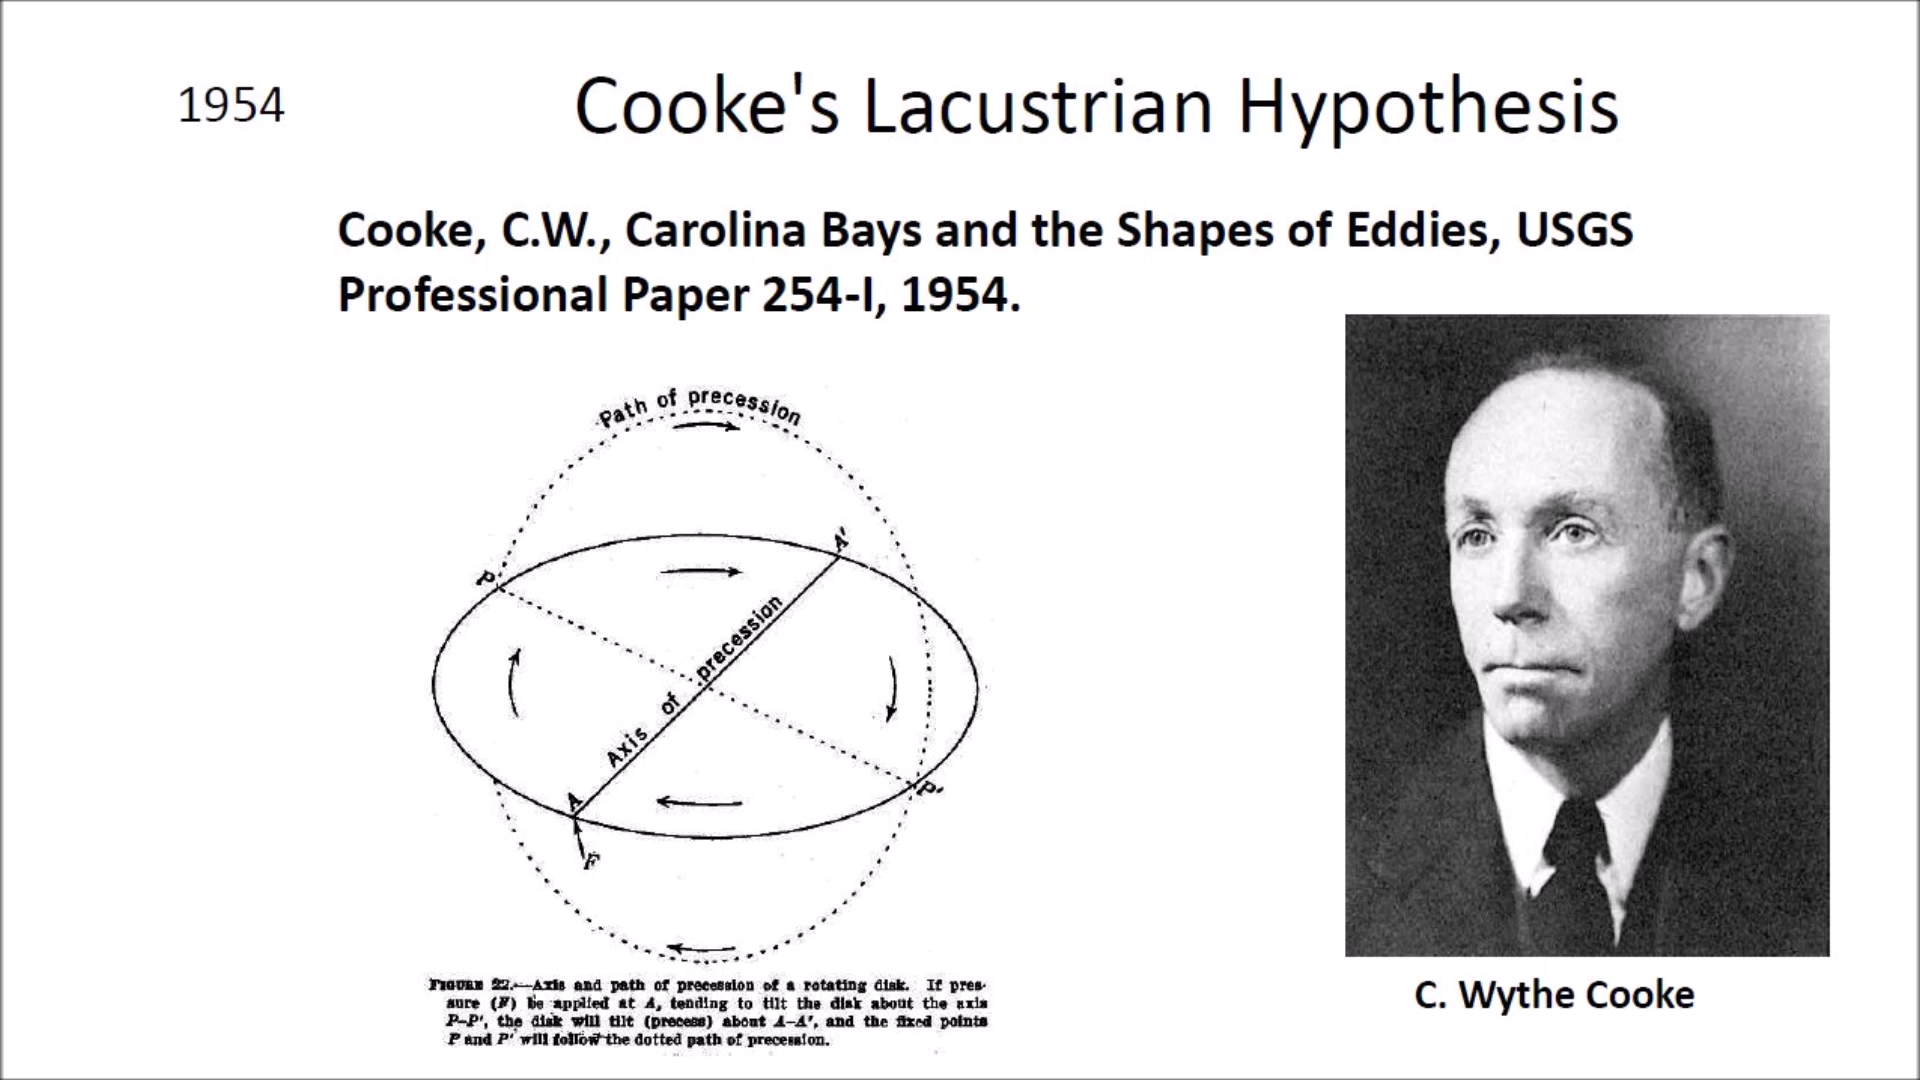 1954
Cooke's Lacustrian Hypothesis
Cooke, C.W., Carolina Bays and the Shapes of Eddies, USGS
Professional Paper 254-I, 1954.
Path of precession
A'
P
Axis of precession
A
P'
F
FIGURE 22.—Axis and path of precession of a rotating disk. If pres-
sure (F) be applied at A, tending to tilt the disk about the axis
P–P', the disk will tilt (precess) about A–A', and the fixed points
P and P' will follow the dotted path of precession.
C. Wythe Cooke